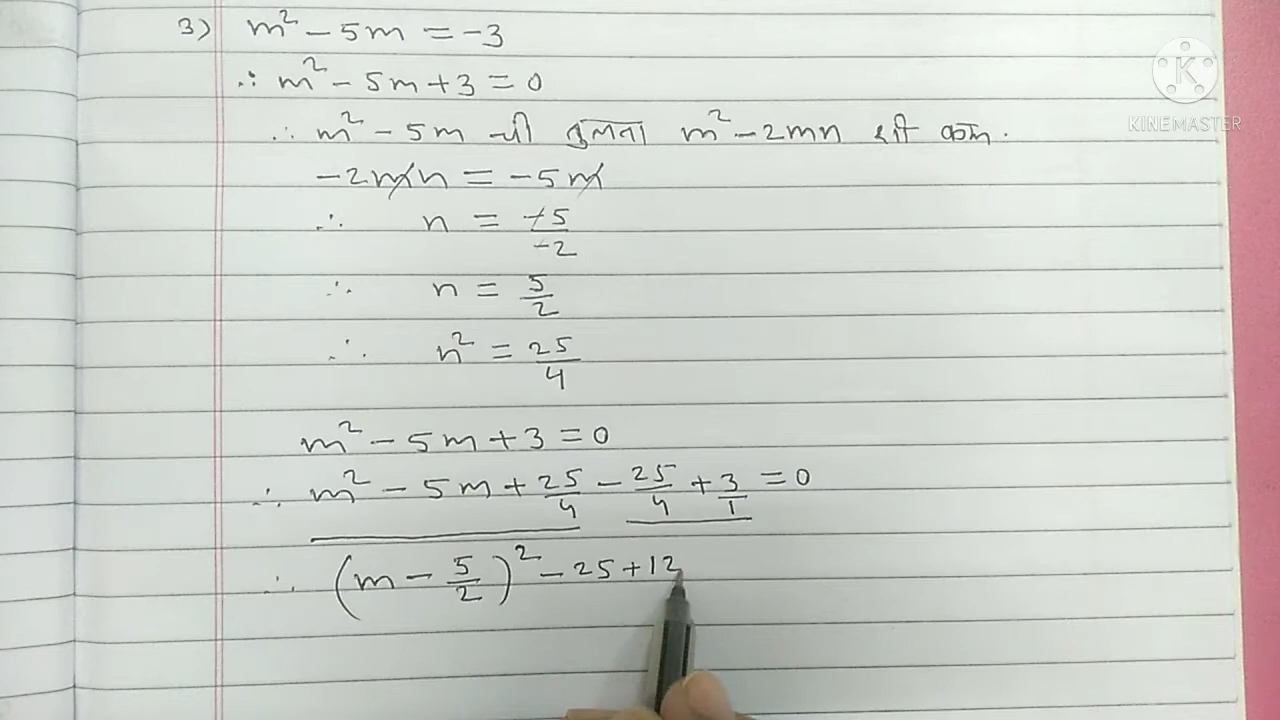 3) m² - 5m = -3
∴ m² - 5m + 3 = 0
∴ m² - 5m ची तुलना m² - 2mn शी करू.
-2mn = -5m
∴ n = -5/-2
∴ n = 5/2
∴ n² = 25/4
m² - 5m + 3 = 0
∴ m² - 5m + 25/4 - 25/4 + 3/1 = 0
∴ (m - 5/2)² - 25 + 12
K
KINEMASTER